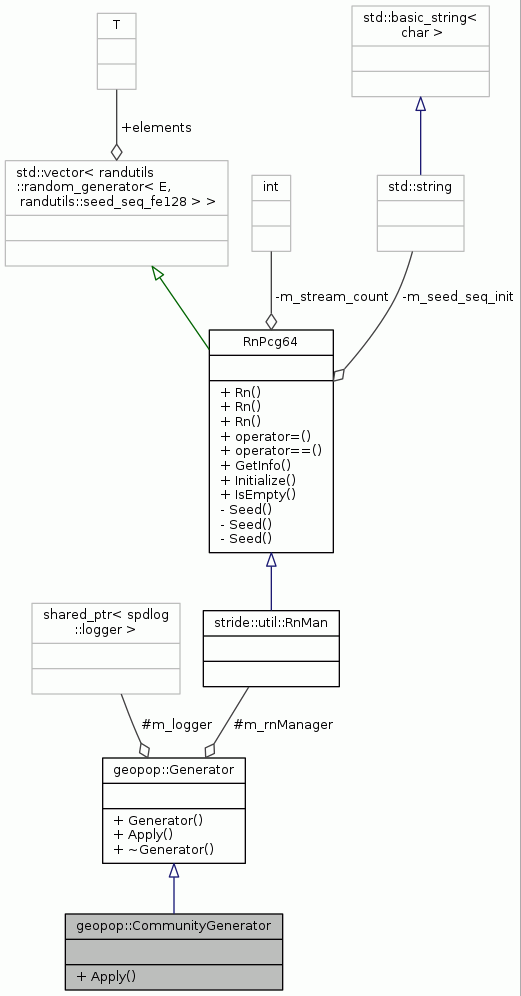 T
std::basic_string<
char >
+elements
std::vector< randutils
::random_generator< E,
randutils::seed_seq_fe128 > >
int
std::string
-m_stream_count
-m_seed_seq_init
RnPcg64
+ Rn()
+ Rn()
+ Rn()
+ operator=()
+ operator==()
+ GetInfo()
+ Initialize()
+ IsEmpty()
- Seed()
- Seed()
- Seed()
shared_ptr< spdlog
::logger >
stride::util::RnMan
#m_logger
#m_rnManager
geopop::Generator
+ Generator()
+ Apply()
+ ~Generator()
geopop::CommunityGenerator
+ Apply()